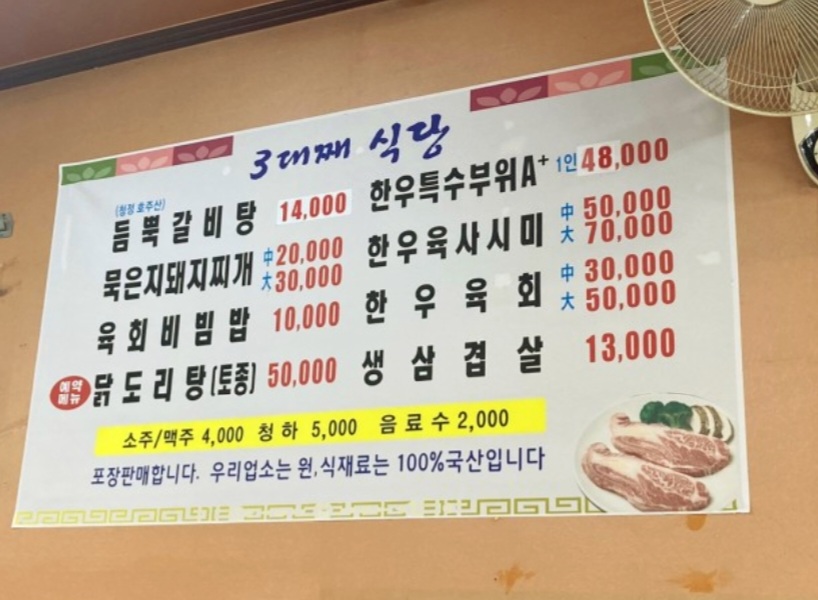 3대째 식당
(청정 호주산)
듬뿍갈비탕 14,000
묵은지돼지찌개 中 20,000
大 30,000
육회비빔밥 10,000
예약메뉴 닭도리탕(토종) 50,000
한우특수부위A+ 1인 48,000
한우육사시미 中 50,000
大 70,000
한우육회 中 30,000
大 50,000
생삼겹살 13,000
소주/맥주 4,000 청하 5,000 음료수 2,000
포장판매합니다. 우리업소는 원,식재료는 100%국산입니다